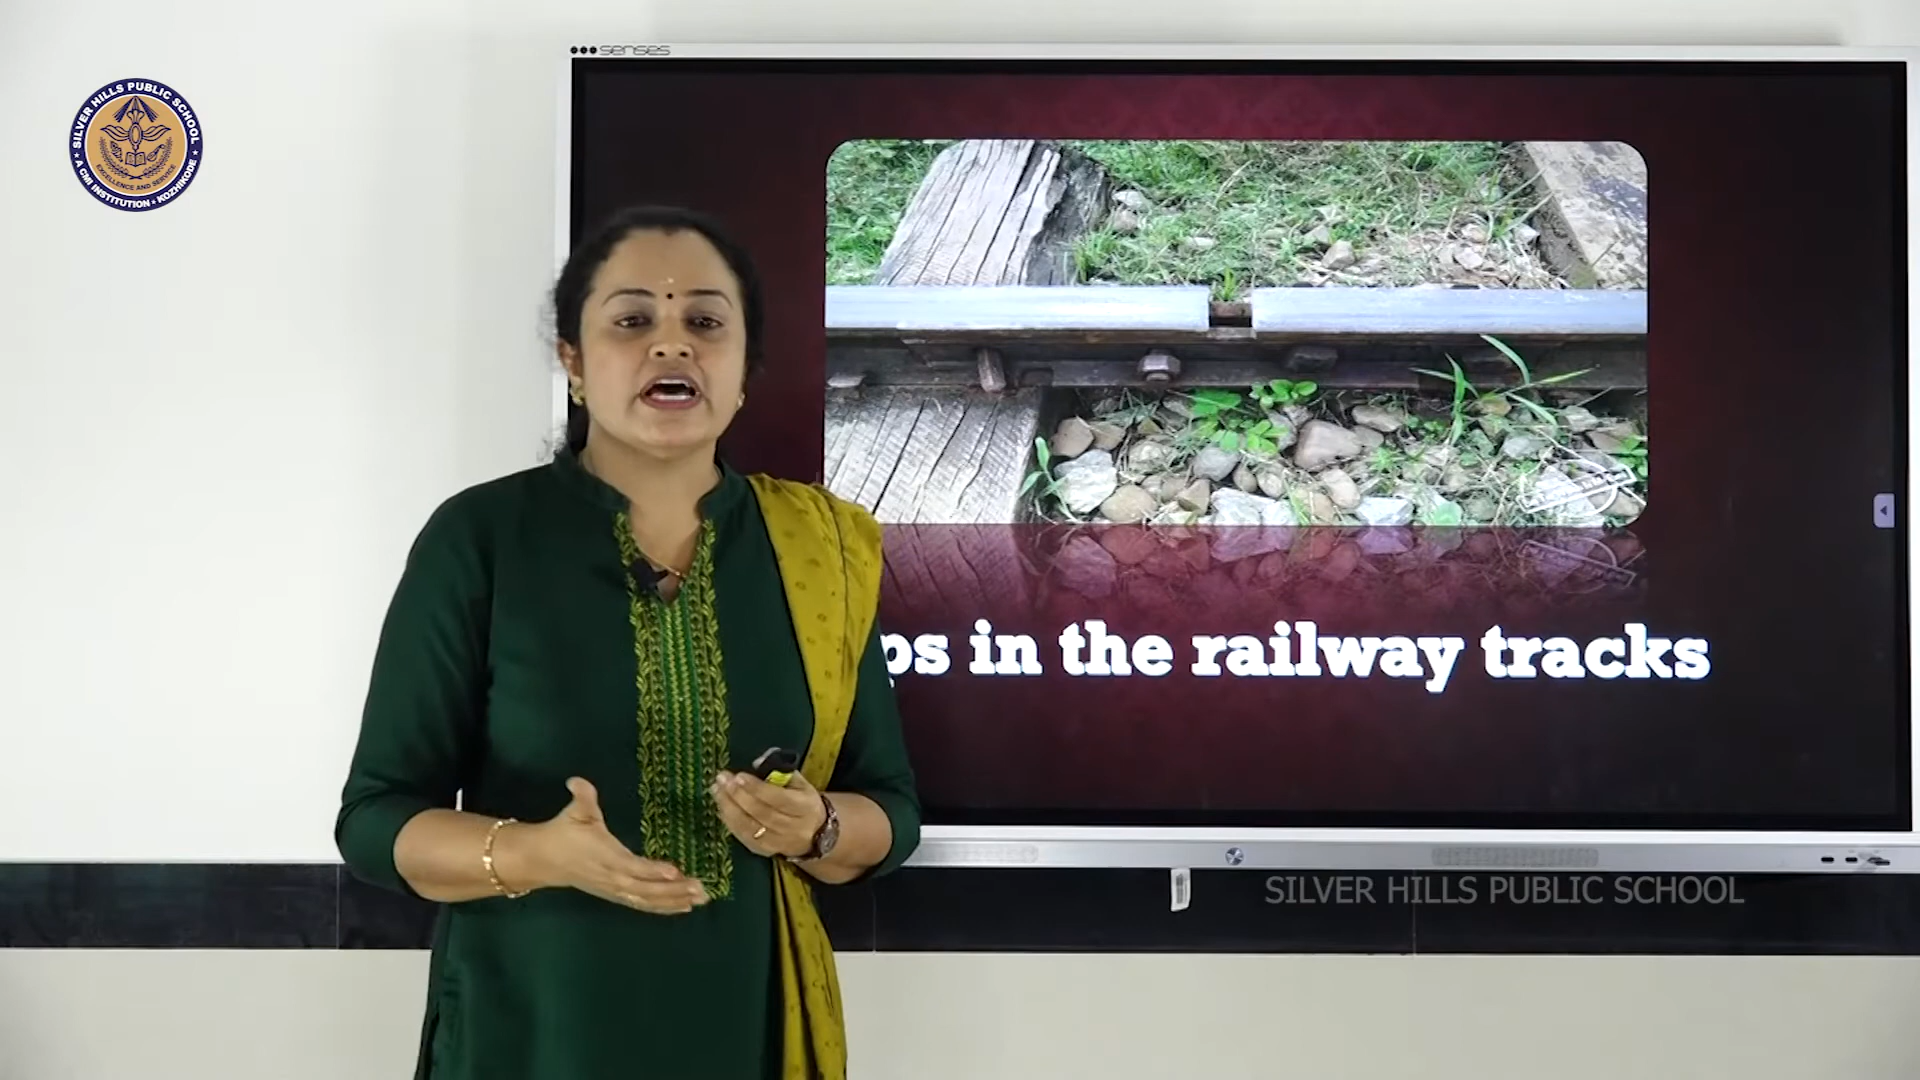 senses
SILVER HILLS PUBLIC SCHOOL
EXCELLENCE AND SERVICE
A CMI INSTITUTION • KOZHIKODE
ps in the railway tracks
SILVER HILLS PUBLIC SCHOOL